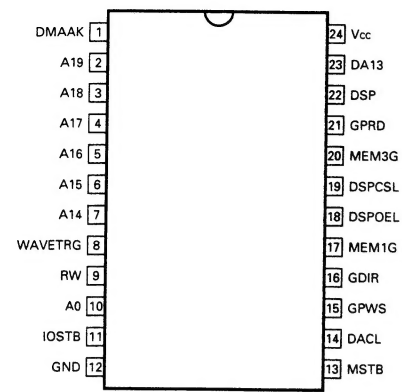 DMAAK 1 24 Vcc
A19 2 23 DA13
A18 3 22 DSP
A17 4 21 GPRD
A16 5 20 MEM3G
A15 6 19 DSPCSL
A14 7 18 DSPOEL
WAVETRG 8 17 MEM1G
RW 9 16 GDIR
A0 10 15 GPWS
IOSTB 11 14 DACL
GND 12 13 MSTB